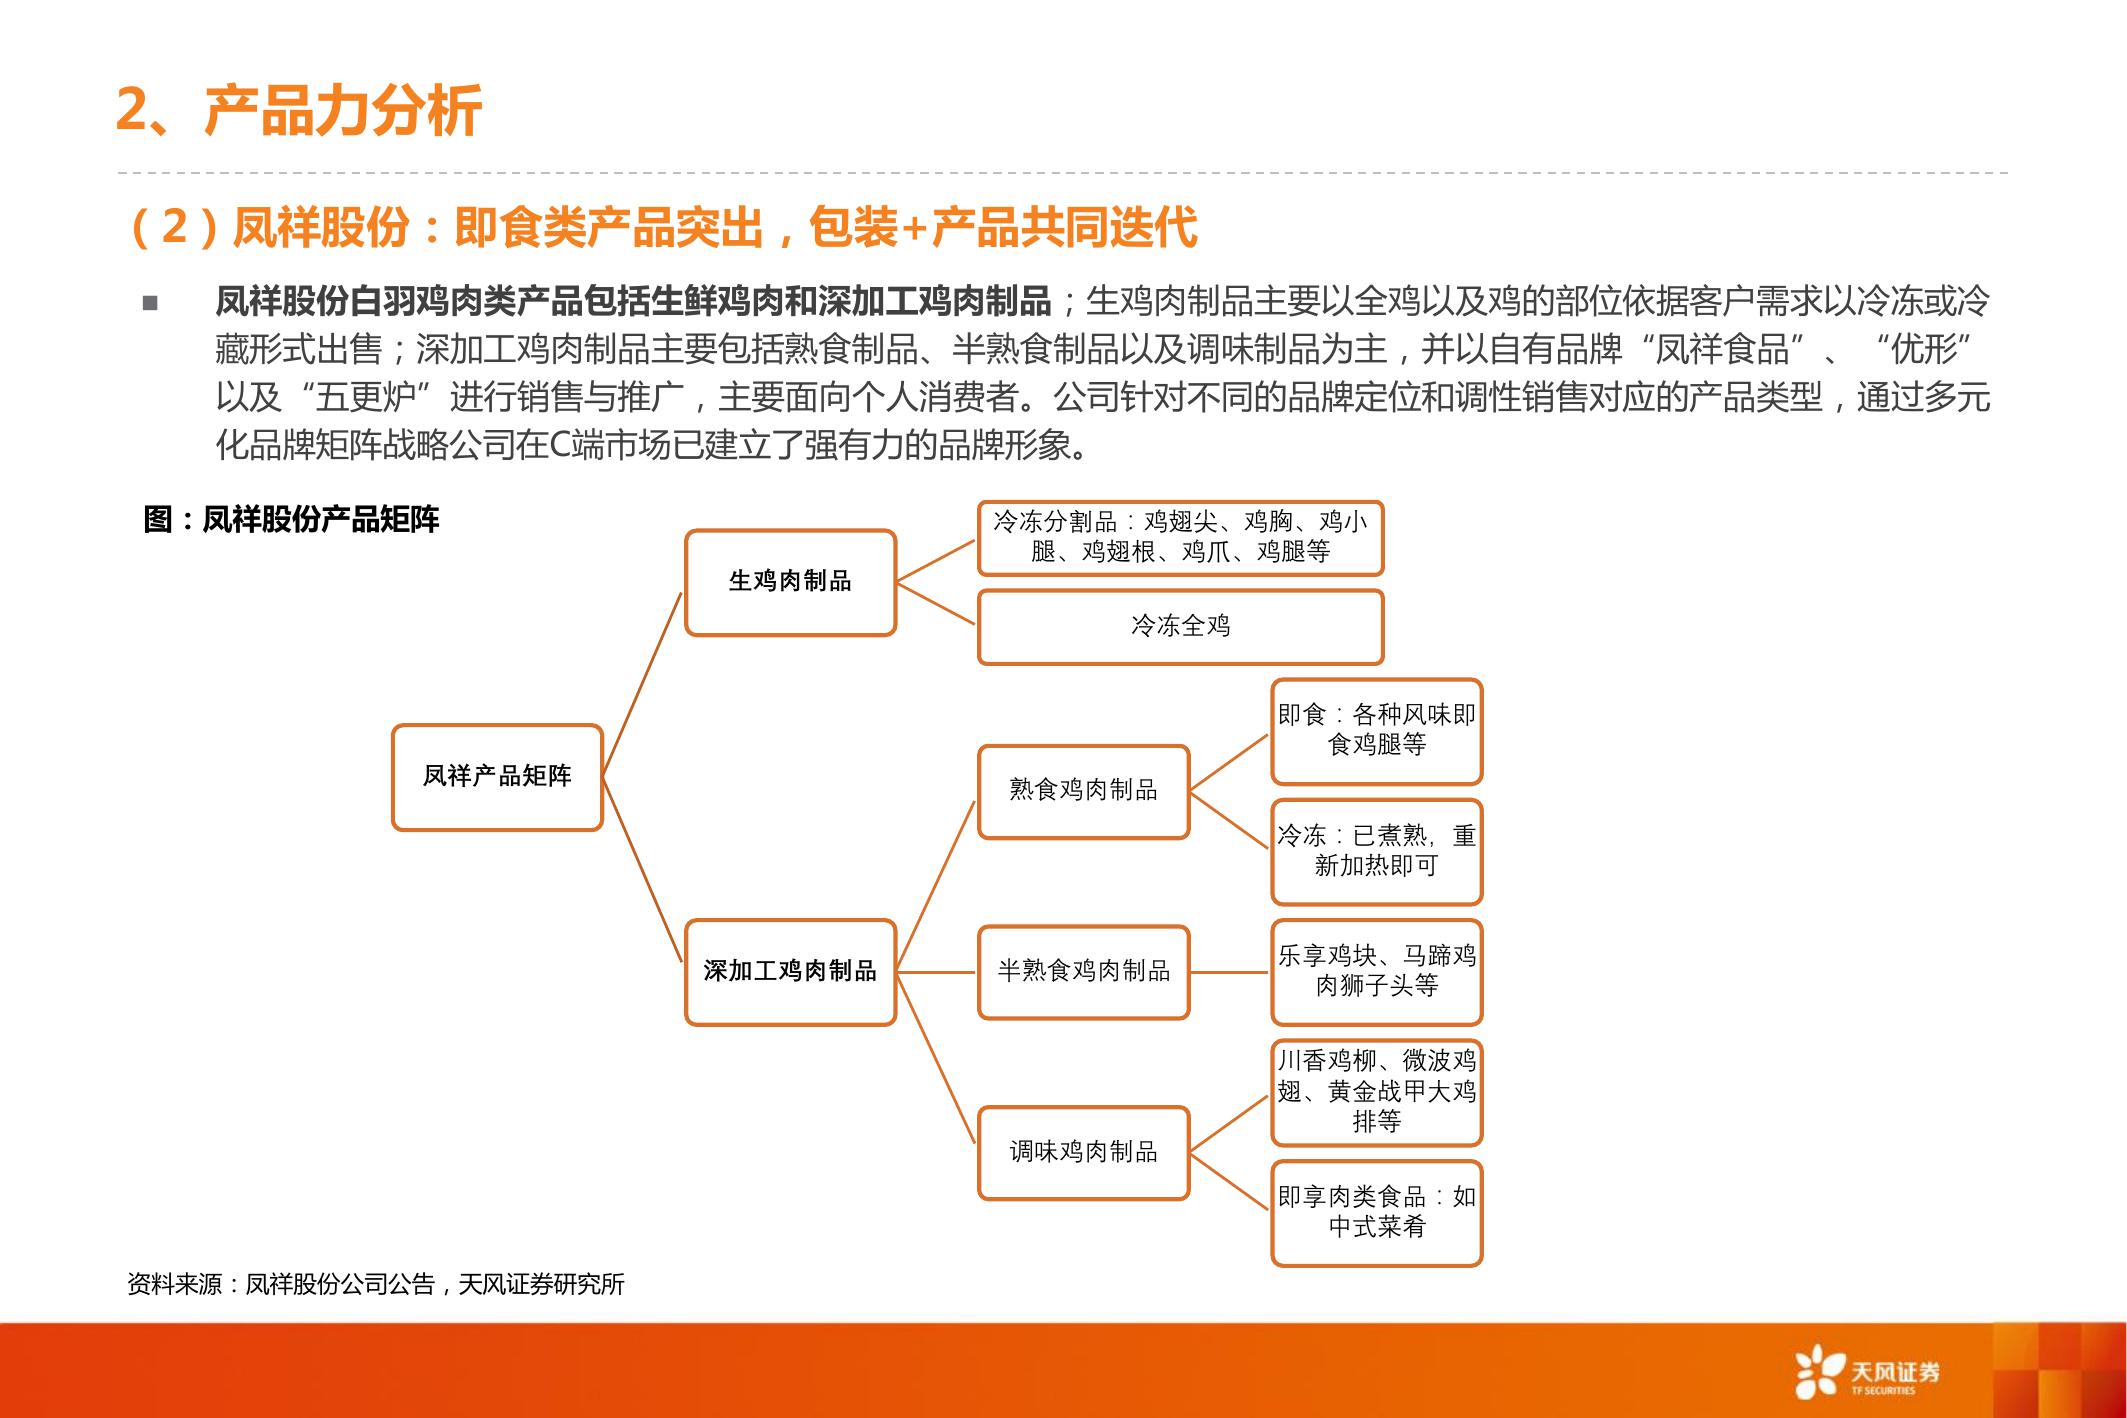 2、产品力分析
（2）凤祥股份：即食类产品突出，包装+产品共同迭代
■ 凤祥股份白羽鸡肉类产品包括生鲜鸡肉和深加工鸡肉制品；生鸡肉制品主要以全鸡以及鸡的部位依据客户需求以冷冻或冷
藏形式出售；深加工鸡肉制品主要包括熟食制品、半熟食制品以及调味制品为主，并以自有品牌“凤祥食品”、“优形”
以及“五更炉”进行销售与推广，主要面向个人消费者。公司针对不同的品牌定位和调性销售对应的产品类型，通过多元
化品牌矩阵战略公司在C端市场已建立了强有力的品牌形象。
图：凤祥股份产品矩阵
凤祥产品矩阵
生鸡肉制品
冷冻分割品：鸡翅尖、鸡胸、鸡小
腿、鸡翅根、鸡爪、鸡腿等
冷冻全鸡
深加工鸡肉制品
熟食鸡肉制品
即食：各种风味即
食鸡腿等
冷冻：已煮熟，重
新加热即可
半熟食鸡肉制品
乐享鸡块、马蹄鸡
肉狮子头等
调味鸡肉制品
川香鸡柳、微波鸡
翅、黄金战甲大鸡
排等
即享肉类食品：如
中式菜肴
资料来源：凤祥股份公司公告，天风证券研究所
天风证券
TF SECURITIES